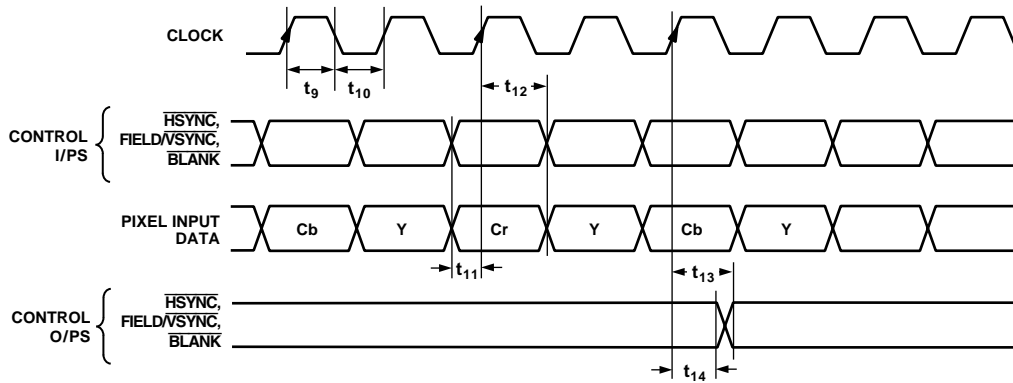 CLOCK
t9
t10
t12
CONTROL
I/PS
HSYNC,
FIELD/VSYNC,
BLANK
PIXEL INPUT
DATA
Cb
Y
Cr
Y
Cb
Y
t11
t13
CONTROL
O/PS
HSYNC,
FIELD/VSYNC,
BLANK
t14